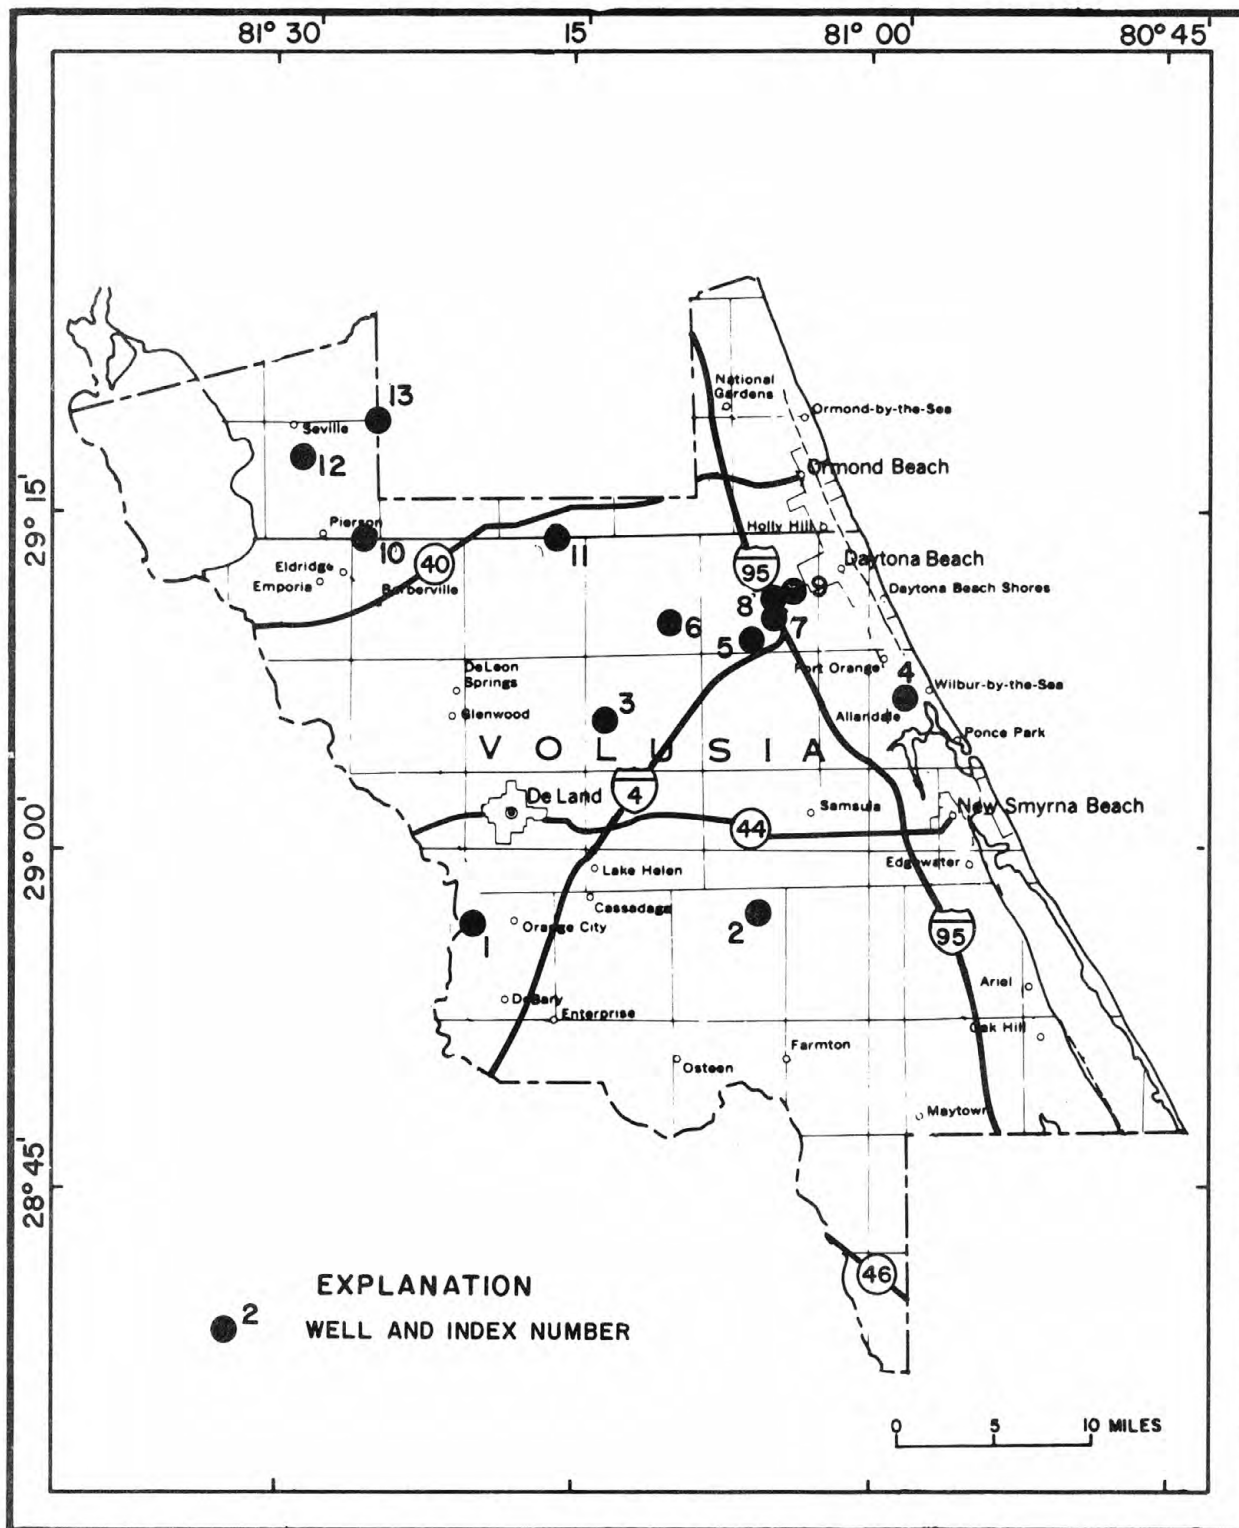 81° 30' 15' 81° 00' 80° 45'
National
Gardens
Ormond-by-the-Sea
13
Seville
12
Ormond Beach
29° 15'
Pierson
10
11
Holly Hill
40
95
Daytona Beach
Eldridge
Emporia
Barberville
8
9
Daytona Beach Shores
6
5
7
DeLeon
Springs
Port Orange
4
Wilbur-by-the-Sea
Glenwood
3
Allandale
Ponce Park
VOLUSIA
4
De Land
44
Samsula
New Smyrna Beach
29° 00'
Lake Helen
Edgewater
Cassadaga
2
1
Orange City
95
DeBary
Ariel
Enterprise
Oak Hill
Farmton
Osteen
Maytown
28° 45'
46
EXPLANATION
2
WELL AND INDEX NUMBER
0 5 10 MILES